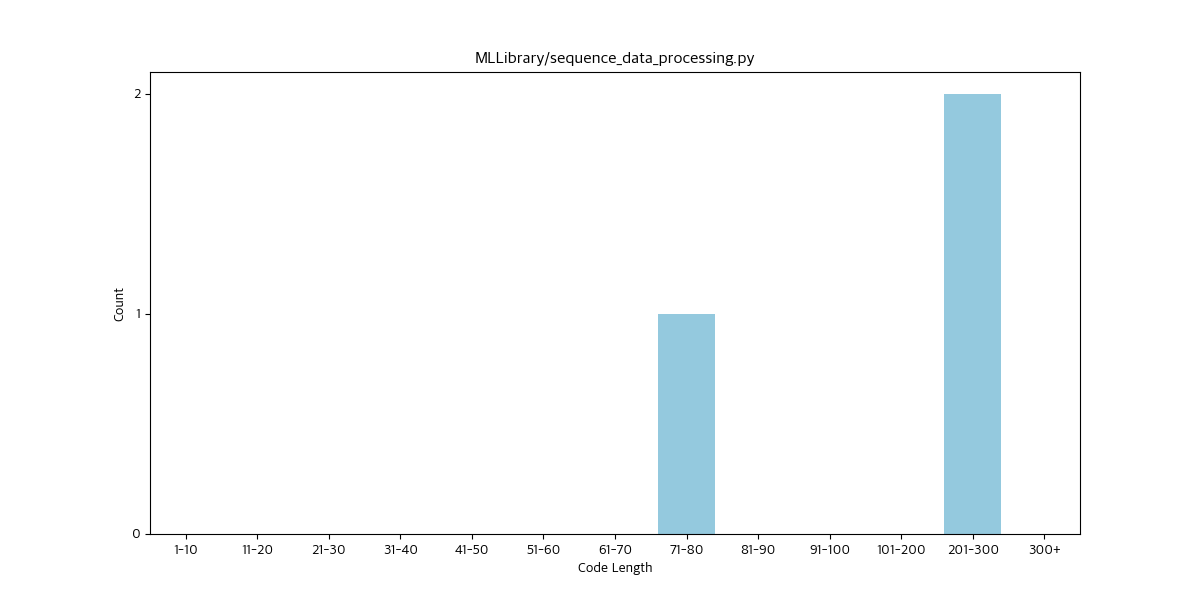 MLLibrary/sequence_data_processing.py
2
1
0
Count
1-10 11-20 21-30 31-40 41-50 51-60 61-70 71-80 81-90 91-100 101-200 201-300 300+
Code Length